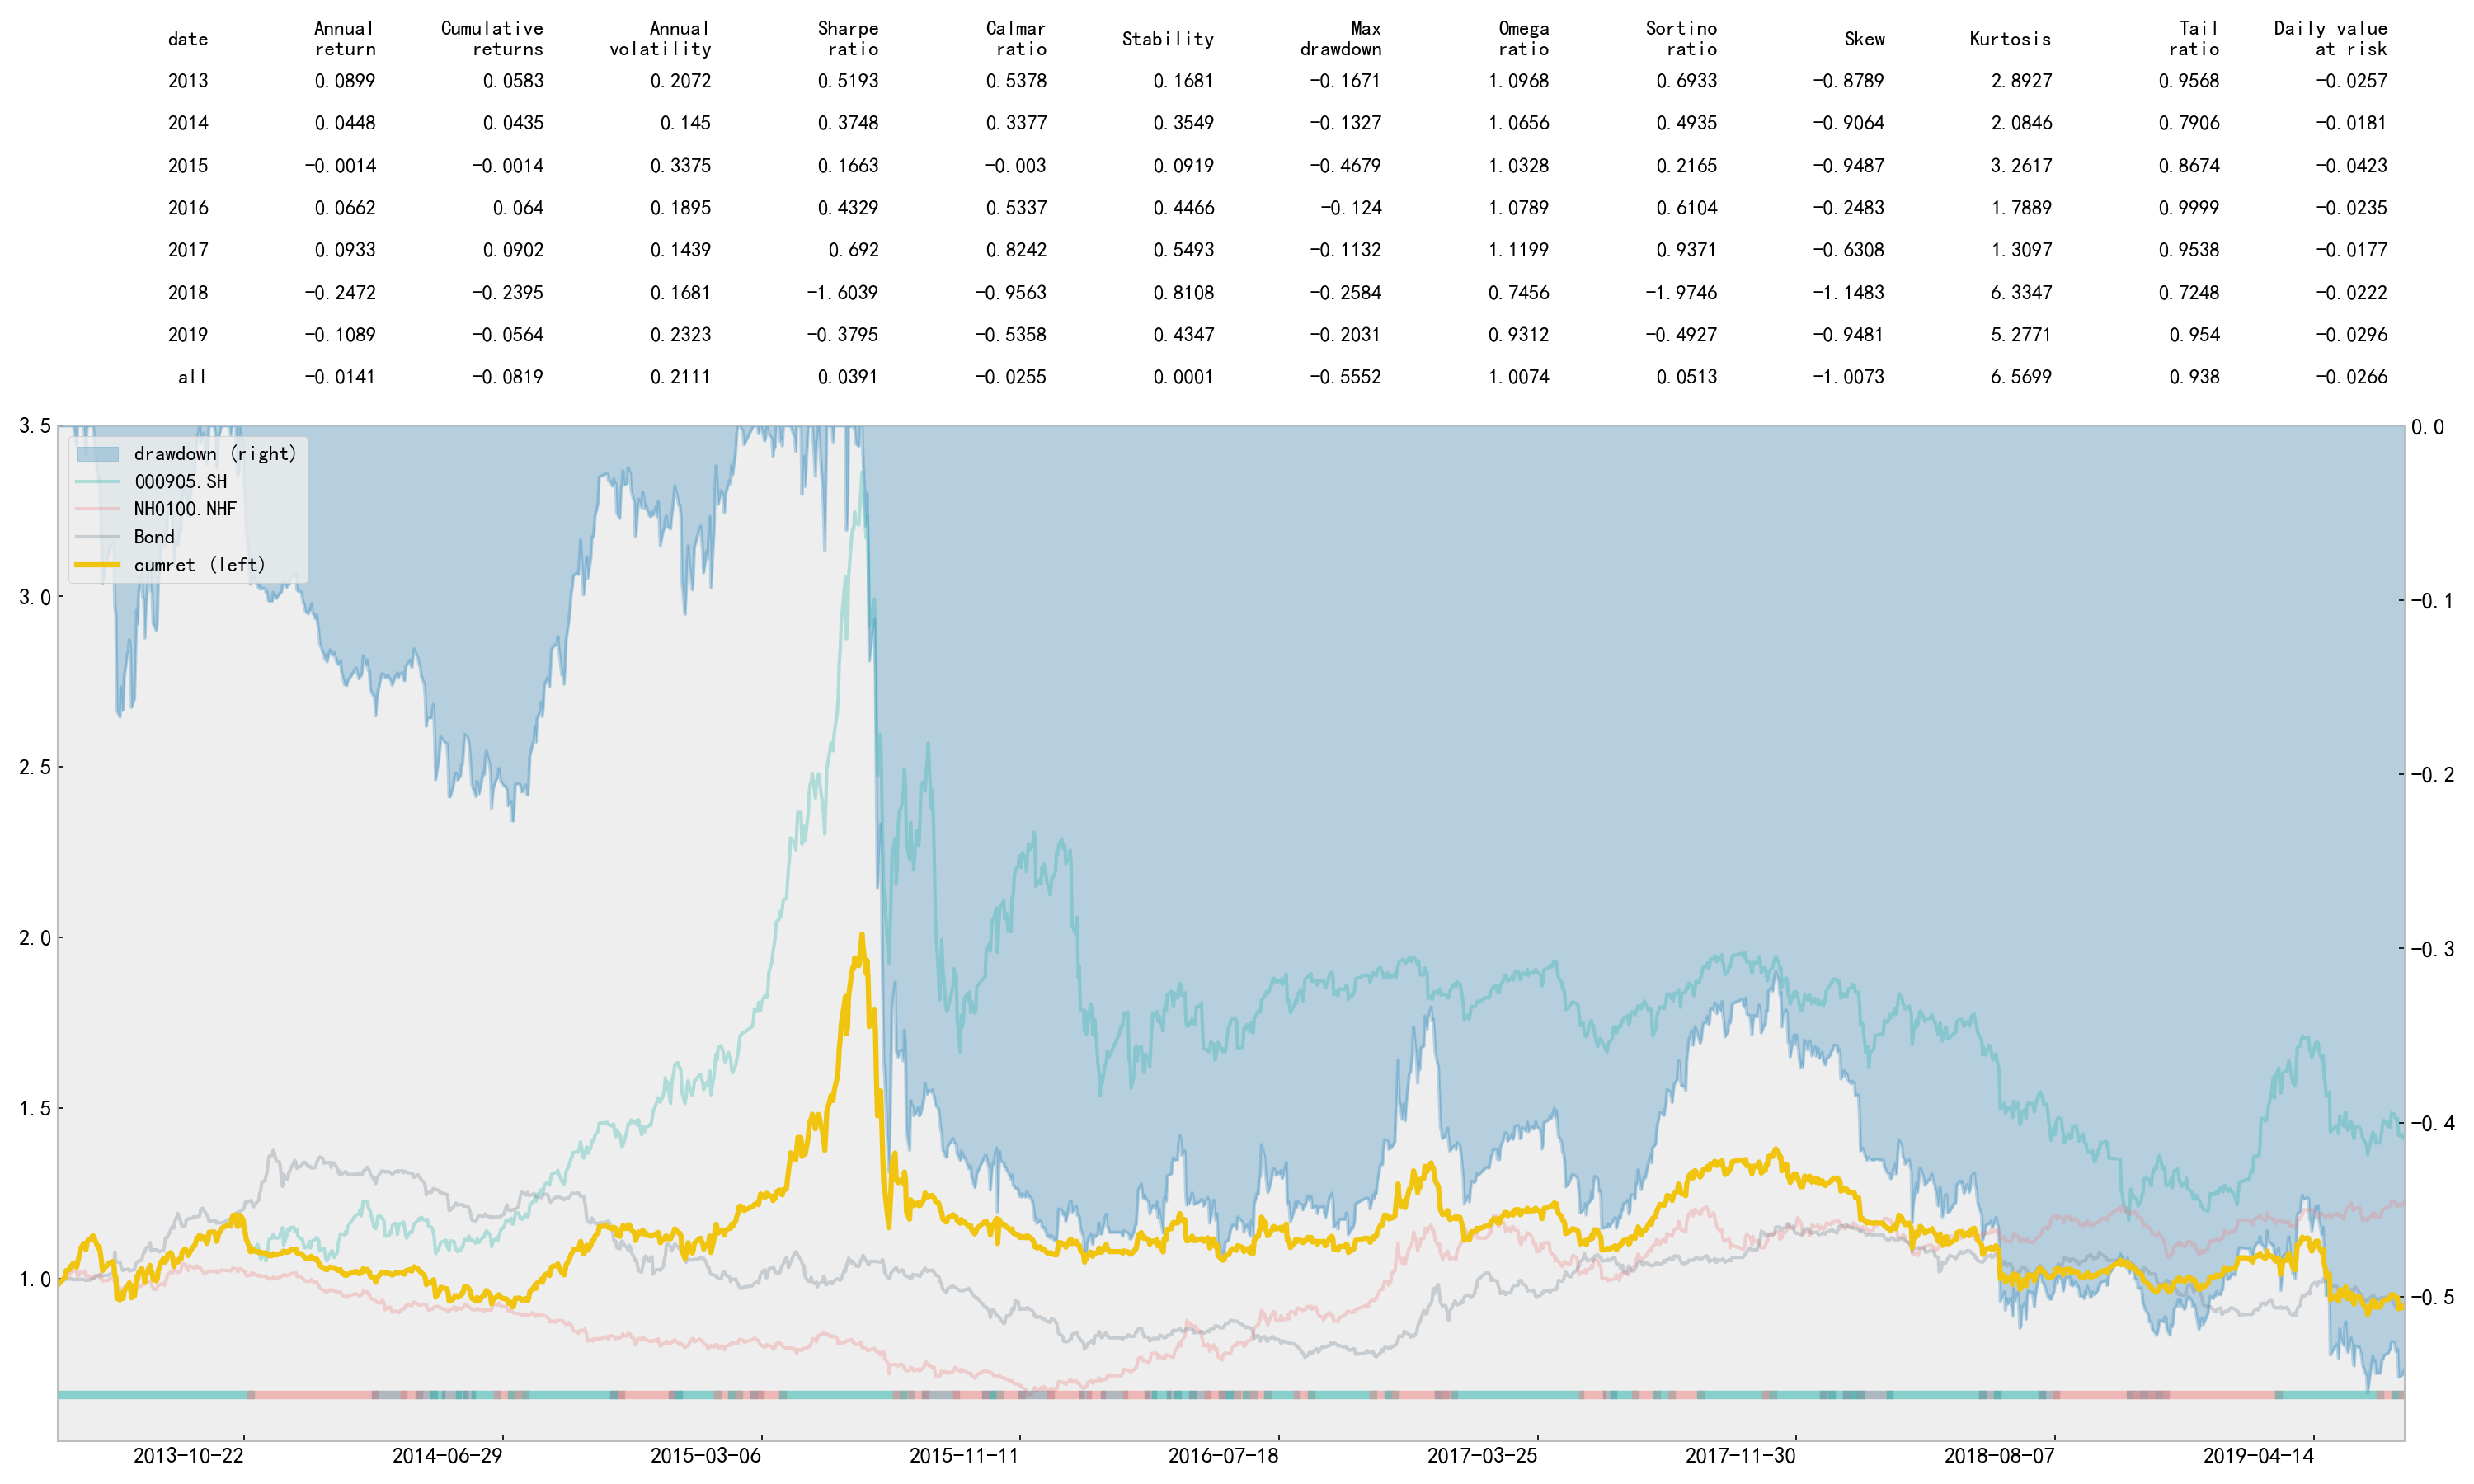 date Annual return Cumulative returns Annual volatility Sharpe ratio Calmar ratio Stability Max drawdown Omega ratio Sortino ratio Skew Kurtosis Tail ratio Daily value at risk
2013 0.0899 0.0583 0.2072 0.5193 0.5378 0.1681 −0.1671 1.0968 0.6933 −0.8789 2.8927 0.9568 −0.0257
2014 0.0448 0.0435 0.145 0.3748 0.3377 0.3549 −0.1327 1.0656 0.4935 −0.9064 2.0846 0.7906 −0.0181
2015 −0.0014 −0.0014 0.3375 0.1663 −0.003 0.0919 −0.4679 1.0328 0.2165 −0.9487 3.2617 0.8674 −0.0423
2016 0.0662 0.064 0.1895 0.4329 0.5337 0.4466 −0.124 1.0789 0.6104 −0.2483 1.7889 0.9999 −0.0235
2017 0.0933 0.0902 0.1439 0.692 0.8242 0.5493 −0.1132 1.1199 0.9371 −0.6308 1.3097 0.9538 −0.0177
2018 −0.2472 −0.2395 0.1681 −1.6039 −0.9563 0.8108 −0.2584 0.7456 −1.9746 −1.1483 6.3347 0.7248 −0.0222
2019 −0.1089 −0.0564 0.2323 −0.3795 −0.5358 0.4347 −0.2031 0.9312 −0.4927 −0.9481 5.2771 0.954 −0.0296
all −0.0141 −0.0819 0.2111 0.0391 −0.0255 0.0001 −0.5552 1.0074 0.0513 −1.0073 6.5699 0.938 −0.0266
3.5
3.0
2.5
2.0
1.5
1.0
drawdown (right)
000905.SH
NH0100.NHF
Bond
cumret (left)
0.0
−0.1
−0.2
−0.3
−0.4
−0.5
2013−10−22 2014−06−29 2015−03−06 2015−11−11 2016−07−18 2017−03−25 2017−11−30 2018−08−07 2019−04−14